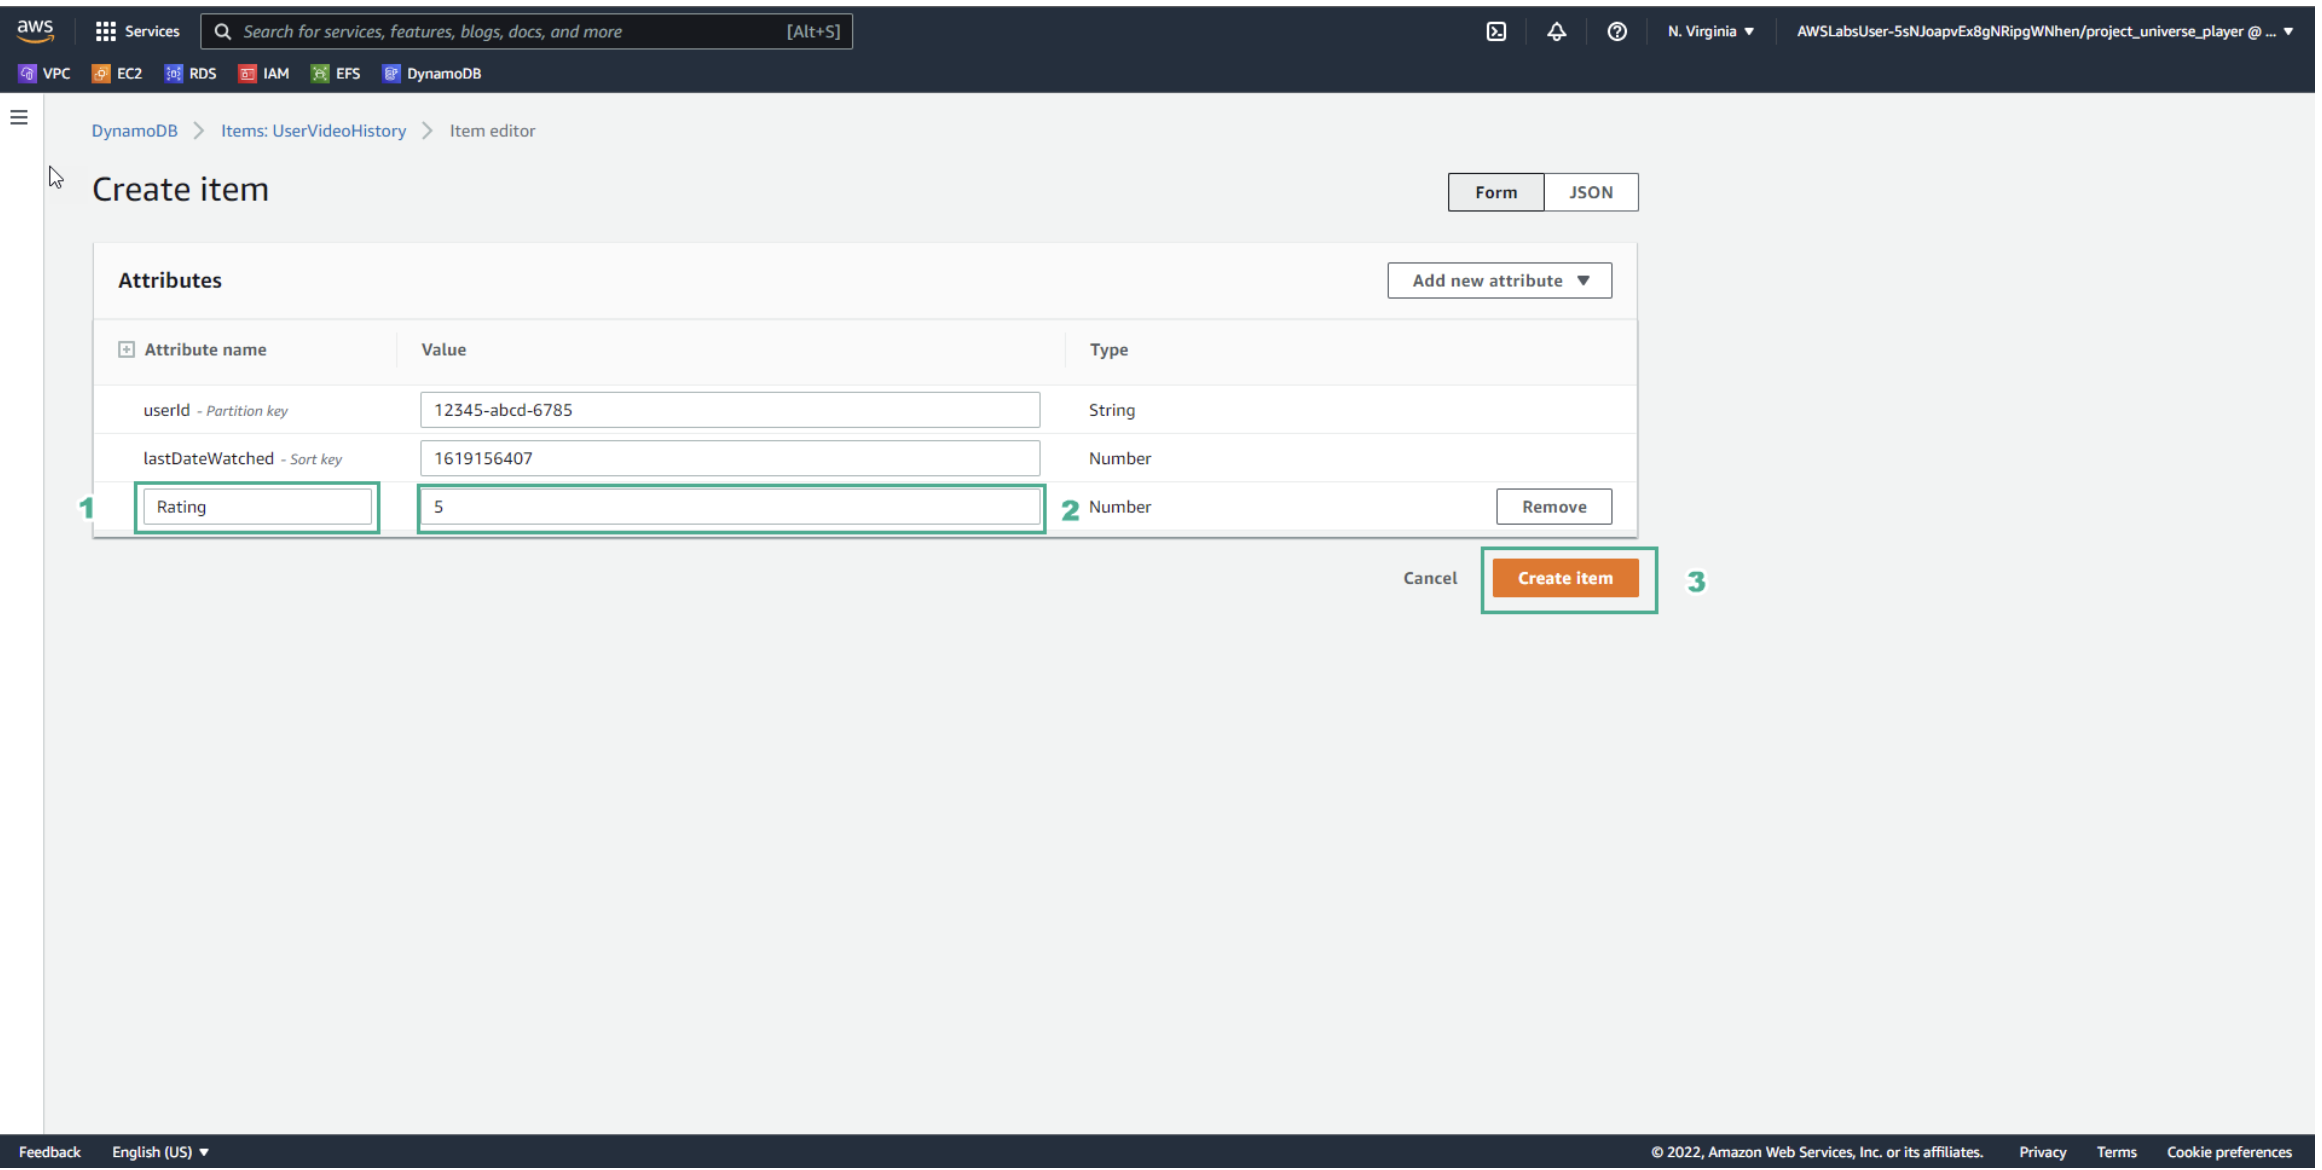 aws Services Search for services, features, blogs, docs, and more [Alt+S] N. Virginia ▼ AWSLabsUser-5sNJoapvEx8gNRipgWNhen/project_universe_player @ ... ▼
VPC EC2 RDS IAM EFS DynamoDB
DynamoDB > Items: UserVideoHistory > Item editor
Create item
Form JSON
Attributes
Add new attribute ▼
Attribute name Value Type
userId - Partition key 12345-abcd-6785 String
lastDateWatched - Sort key 1619156407 Number
1 Rating 5 2 Number Remove
Cancel Create item 3
Feedback English (US) ▼ © 2022, Amazon Web Services, Inc. or its affiliates. Privacy Terms Cookie preferences